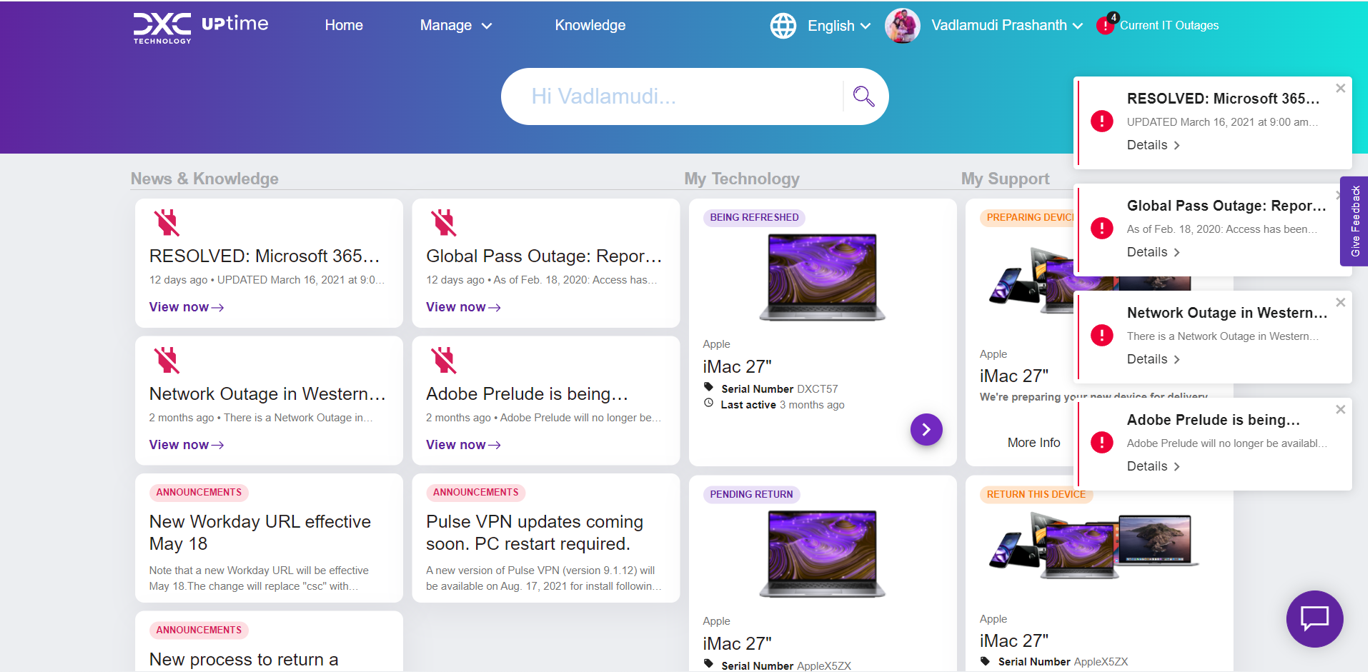 DXC
TECHNOLOGY
UPtime
Home
Manage
Knowledge
English
Vadlamudi Prashanth
4
Current IT Outages
Hi Vadlamudi...
RESOLVED: Microsoft 365…
UPDATED March 16, 2021 at 9:00 am…
Details
Global Pass Outage: Repor…
As of Feb. 18, 2020: Access has been…
Details
Network Outage in Western…
There is a Network Outage in Western…
Details
Adobe Prelude is being…
Adobe Prelude will no longer be availabl…
Details
Give Feedback
News & Knowledge
RESOLVED: Microsoft 365…
12 days ago • UPDATED March 16, 2021 at 9:0…
View now
Global Pass Outage: Repor…
12 days ago • As of Feb. 18, 2020: Access has…
View now
Network Outage in Western…
2 months ago • There is a Network Outage in…
View now
Adobe Prelude is being…
2 months ago • Adobe Prelude will no longer be…
View now
ANNOUNCEMENTS
New Workday URL effective
May 18
Note that a new Workday URL will be effective
May 18.The change will replace "csc" with…
ANNOUNCEMENTS
Pulse VPN updates coming
soon. PC restart required.
A new version of Pulse VPN (version 9.1.12) will
be available on Aug. 17, 2021 for install followin…
ANNOUNCEMENTS
New process to return a
My Technology
BEING REFRESHED
Apple
iMac 27"
Serial Number DXCT57
Last active 3 months ago
PENDING RETURN
Apple
iMac 27"
Serial Number AppleX5ZX
My Support
PREPARING DEVIC
Apple
iMac 27"
We're preparing your new device for delivery
More Info
RETURN THIS DEVICE
Apple
iMac 27"
Serial Number AppleX5ZX